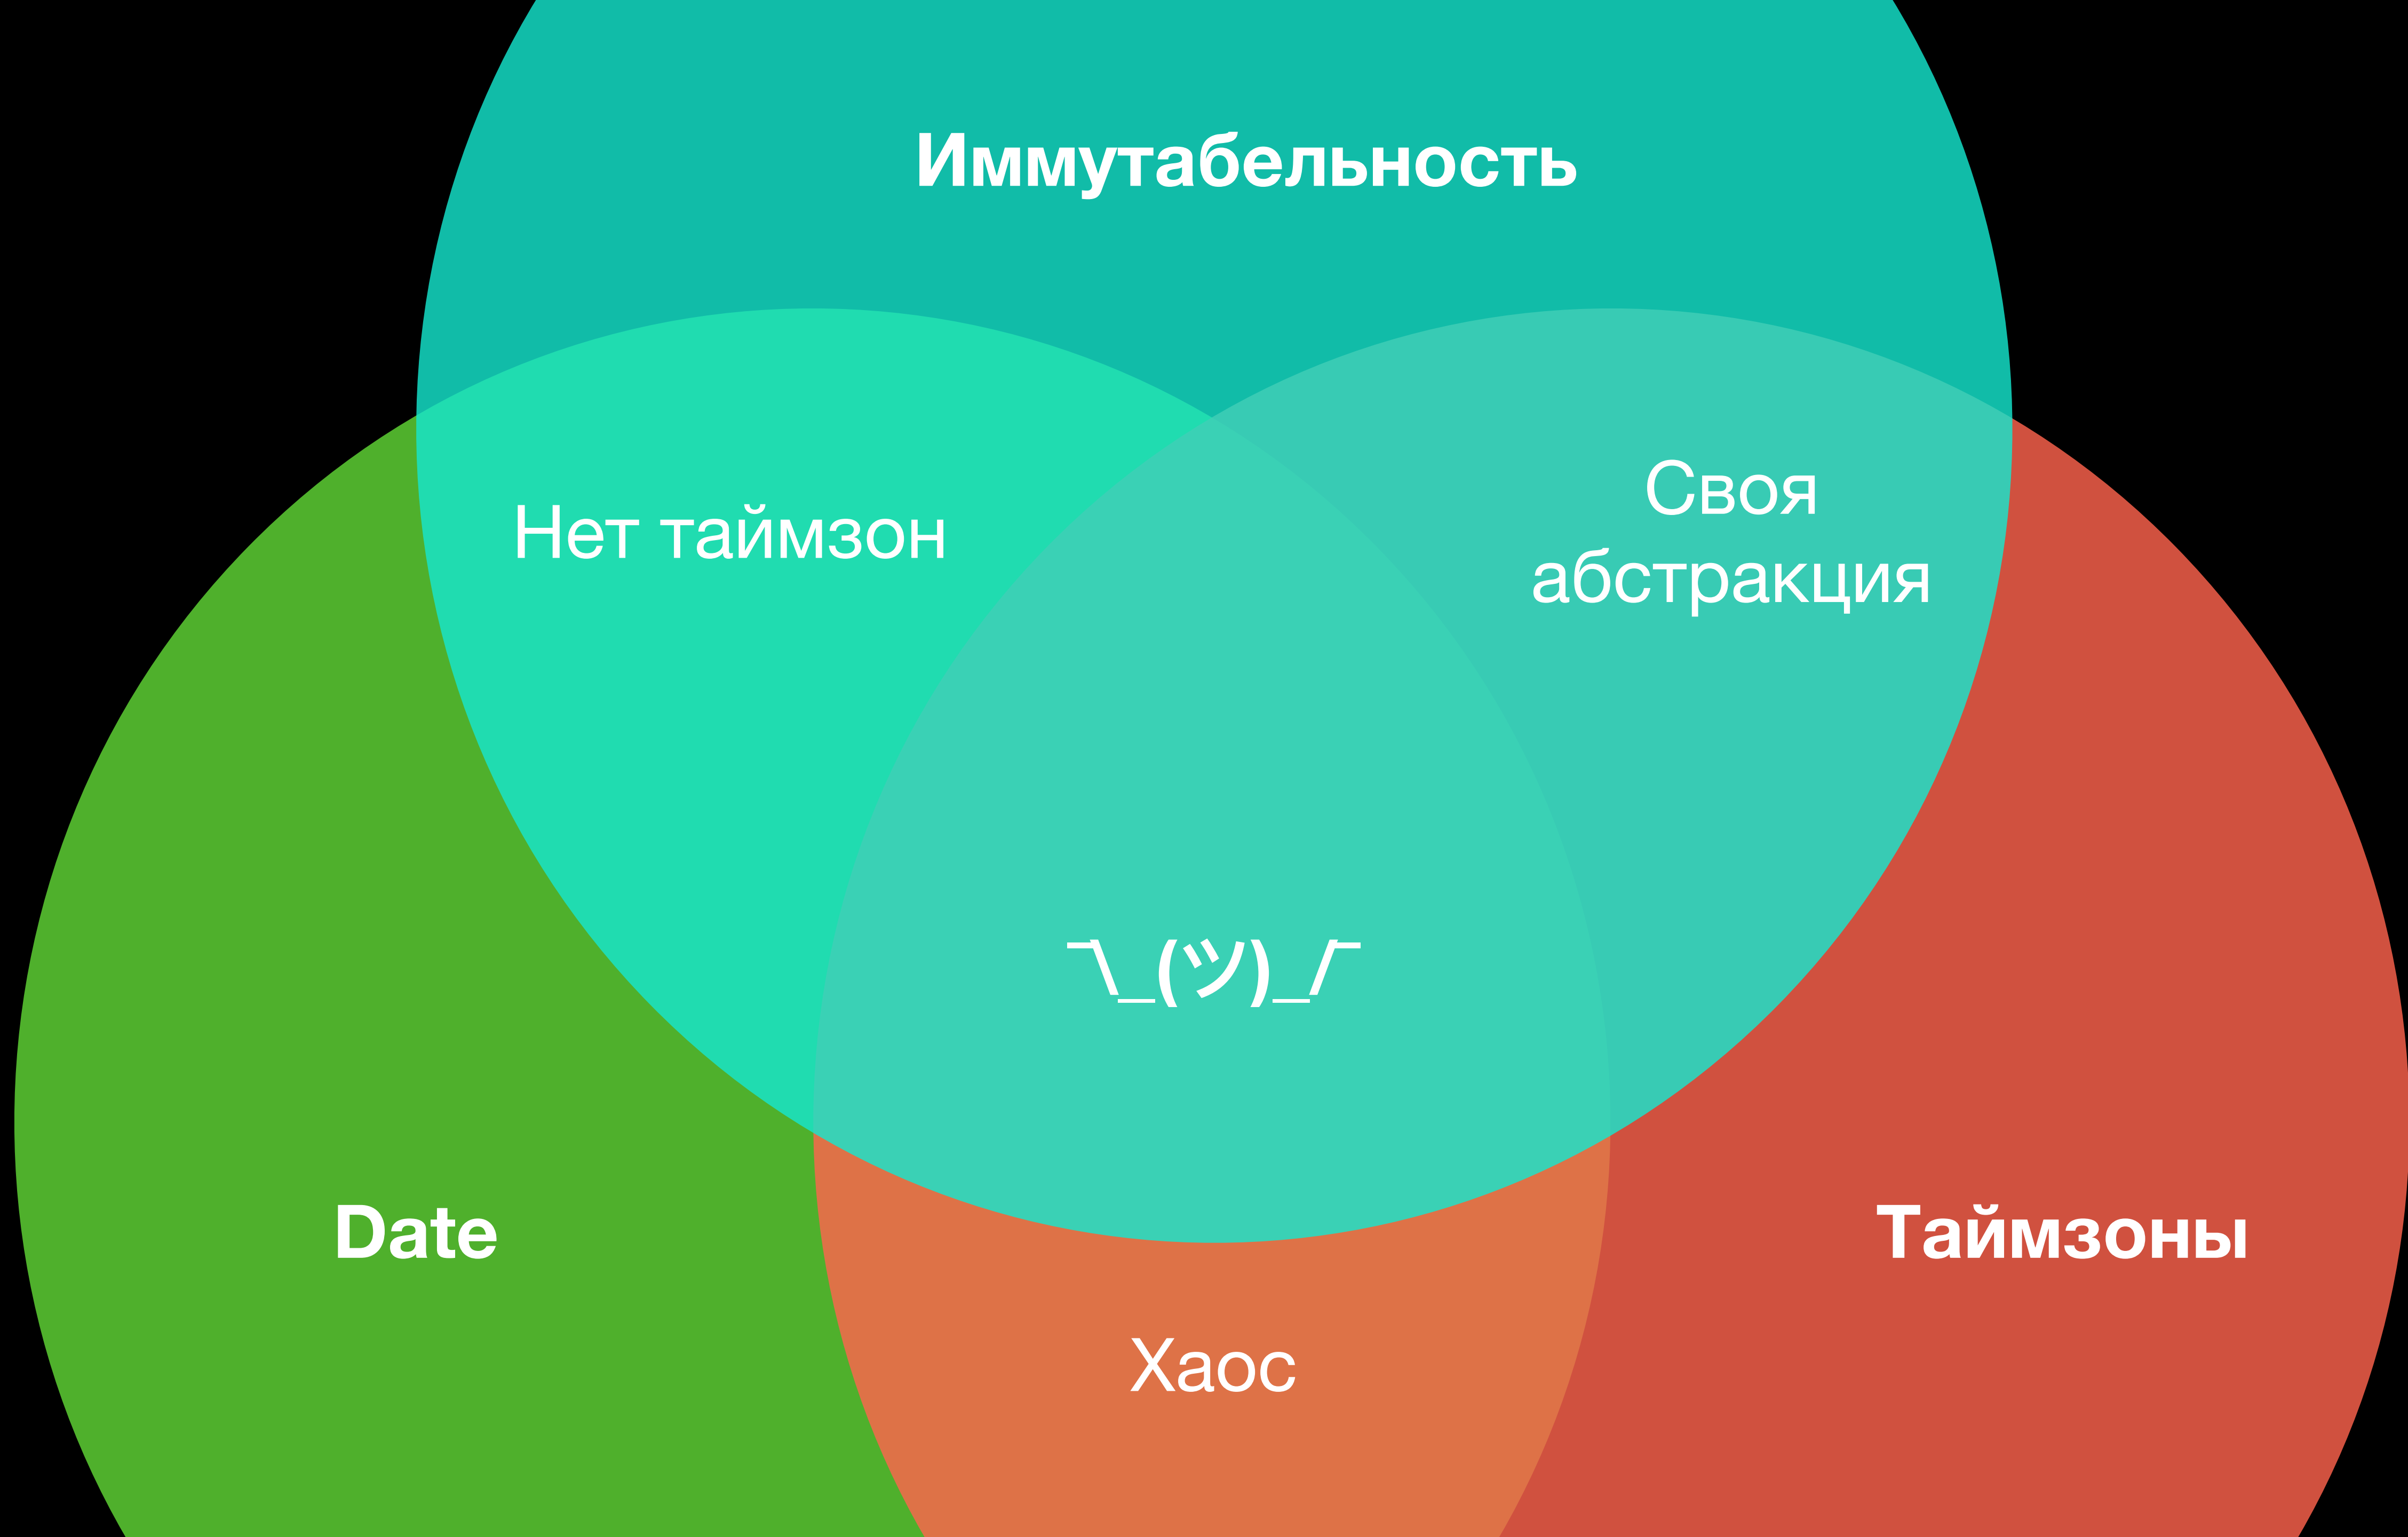 Иммутабельность
Нет таймзон
Своя
абстракция
¯\_(ツ)_/¯
Date
Таймзоны
Хаос